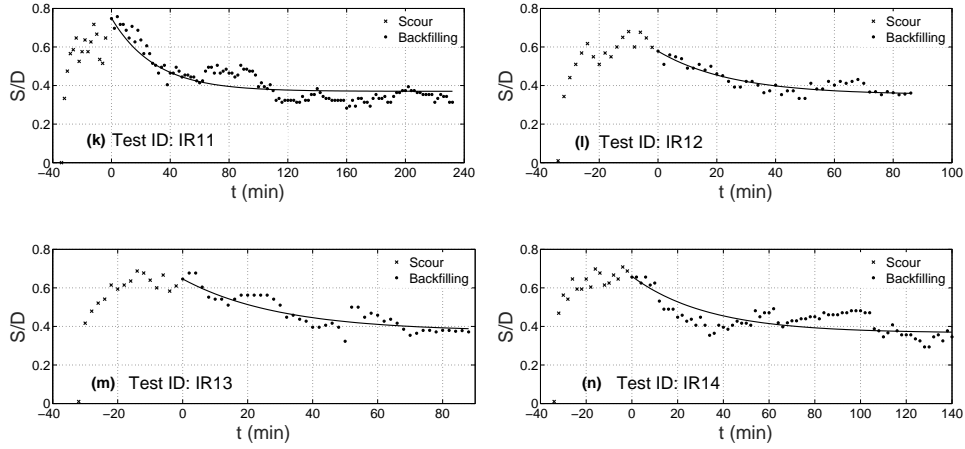 0.8
0.6
0.4
0.2
0
S/D
× Scour
• Backfilling
(k) Test ID: IR11
−40 0 40 80 120 160 200 240
t (min)
0.8
0.6
0.4
0.2
0
S/D
× Scour
• Backfilling
(l) Test ID: IR12
−40 −20 0 20 40 60 80 100
t (min)
0.8
0.6
0.4
0.2
0
S/D
× Scour
• Backfilling
(m) Test ID: IR13
−40 −20 0 20 40 60 80
t (min)
0.8
0.6
0.4
0.2
0
S/D
× Scour
• Backfilling
(n) Test ID: IR14
−40 −20 0 20 40 60 80 100 120 140
t (min)